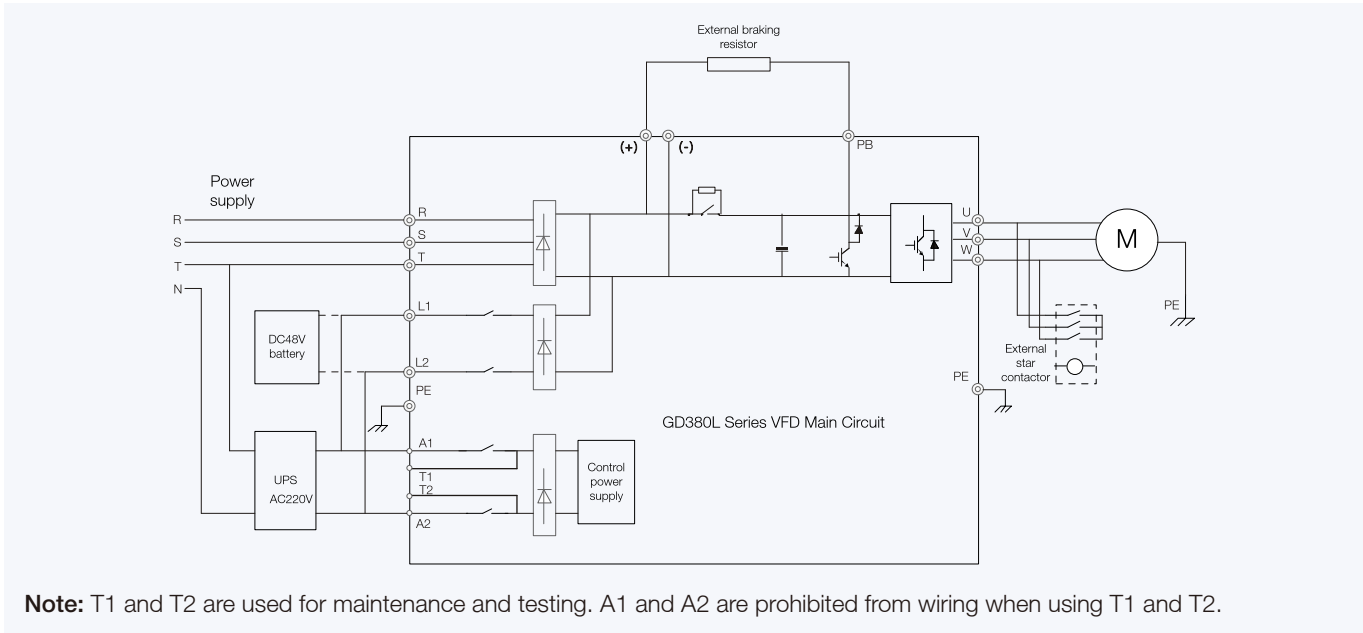 External braking
resistor
(+)
(-)
PB
Power
supply
R
R
U
S
S
V
M
T
T
W
N
L1
PE
DC48V
battery
External
star
contactor
L2
PE
PE
GD380L Series VFD Main Circuit
A1
UPS
AC220V
T1
T2
Control
power
supply
A2
Note: T1 and T2 are used for maintenance and testing. A1 and A2 are prohibited from wiring when using T1 and T2.